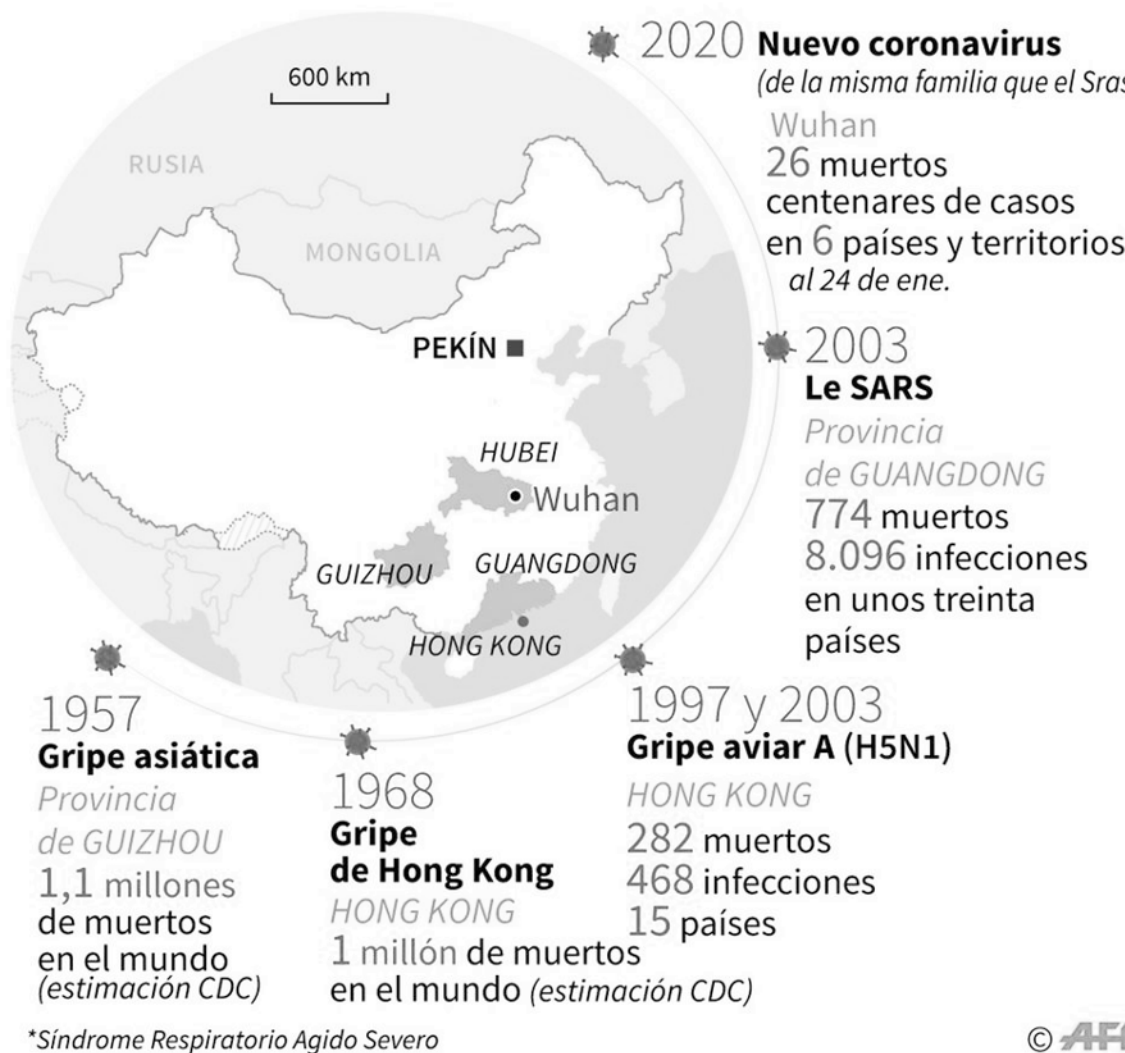 2020 Nuevo coronavirus
(de la misma familia que el Sras
Wuhan
26 muertos
centenares de casos
en 6 países y territorios
al 24 de ene.
600 km
RUSIA
MONGOLIA
PEKÍN
HUBEI
Wuhan
GUIZHOU
GUANGDONG
HONG KONG
2003
Le SARS
Provincia
de GUANGDONG
774 muertos
8.096 infecciones
en unos treinta
países
1997 y 2003
Gripe aviar A (H5N1)
HONG KONG
282 muertos
468 infecciones
15 países
1968
Gripe
de Hong Kong
HONG KONG
1 millón de muertos
en el mundo (estimación CDC)
1957
Gripe asiática
Provincia
de GUIZHOU
1,1 millones
de muertos
en el mundo
(estimación CDC)
*Síndrome Respiratorio Agido Severo
© AFP